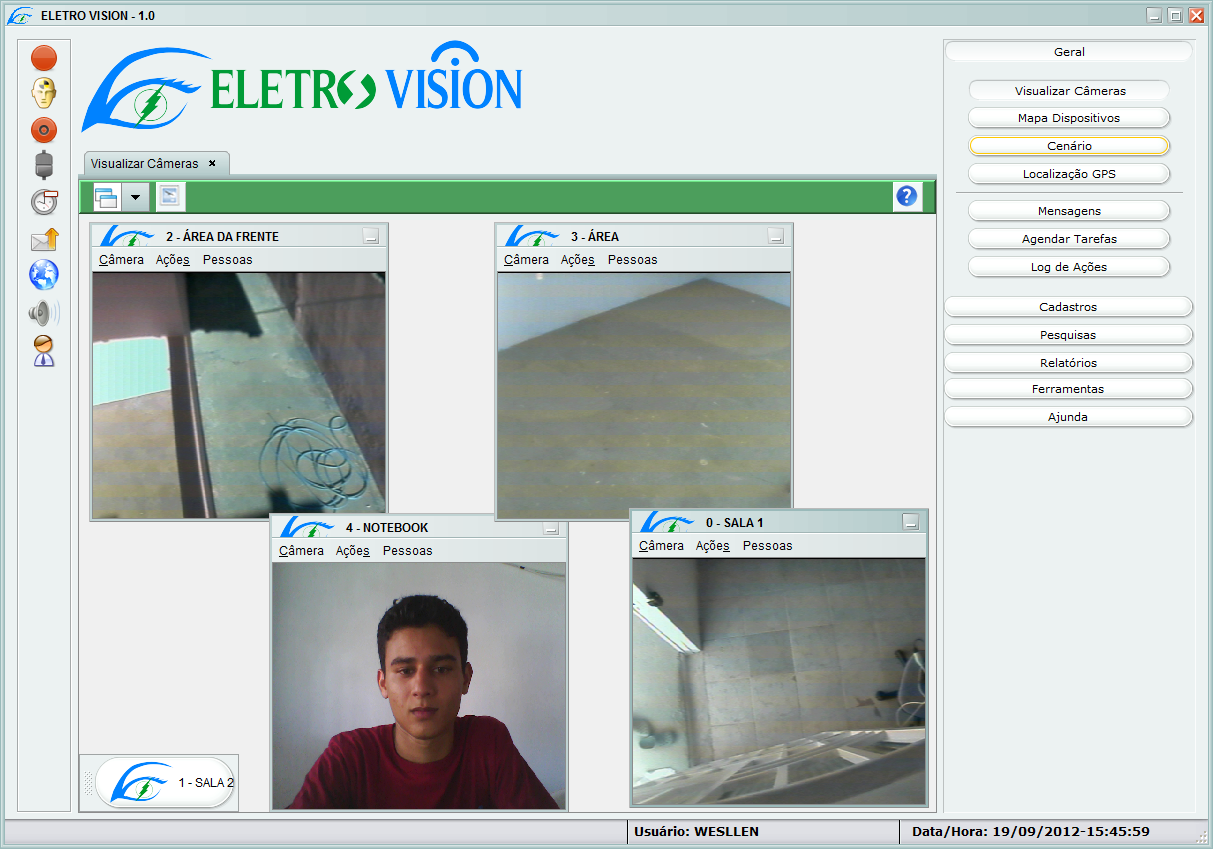 ELETRO VISION - 1.0
ELETRO VISION
Visualizar Câmeras ×
?
2 - ÁREA DA FRENTE
Câmera Ações Pessoas
3 - ÁREA
Câmera Ações Pessoas
4 - NOTEBOOK
Câmera Ações Pessoas
0 - SALA 1
Câmera Ações Pessoas
1 - SALA 2
Geral
Visualizar Câmeras
Mapa Dispositivos
Cenário
Localização GPS
Mensagens
Agendar Tarefas
Log de Ações
Cadastros
Pesquisas
Relatórios
Ferramentas
Ajuda
Usuário: WESLLEN
Data/Hora: 19/09/2012-15:45:59